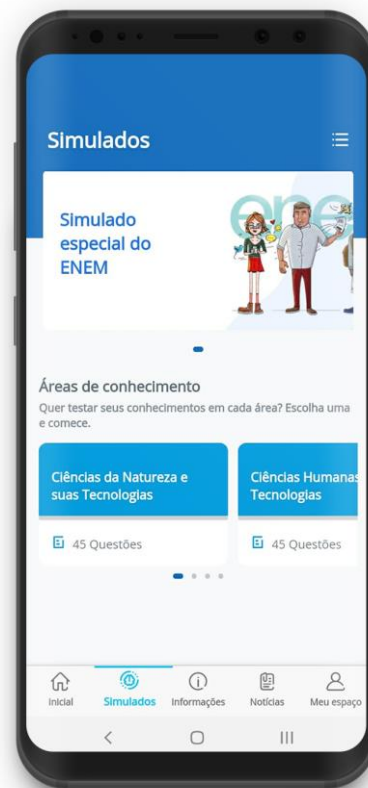 Simulados
Simulado
especial do
ENEM
ene
Áreas de conhecimento
Quer testar seus conhecimentos em cada área? Escolha uma
e comece.
Ciências da Natureza e
suas Tecnologias
45 Questões
Ciências Humanas
Tecnologias
45 Questões
Inicial
Simulados
Informações
Notícias
Meu espaço